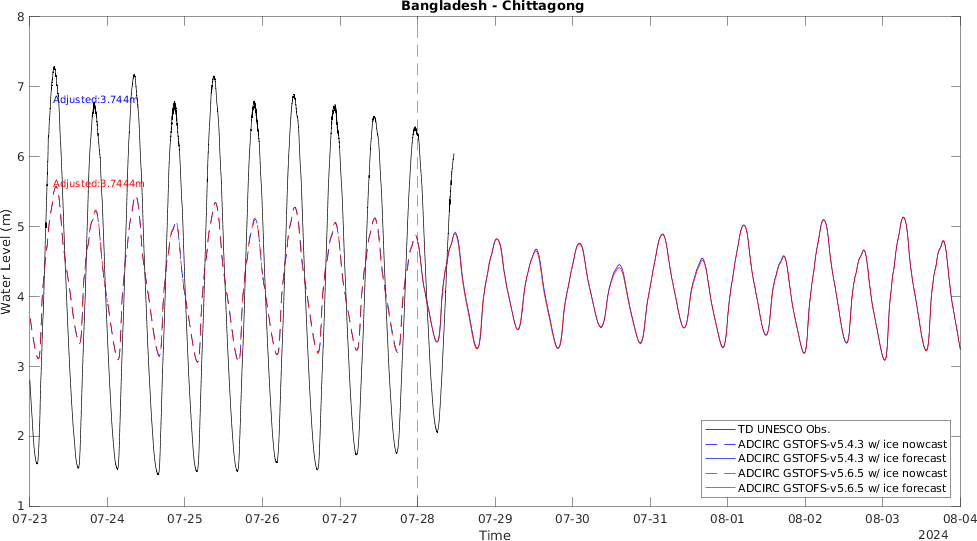 Bangladesh - Chittagong
8
7
6
5
4
3
2
1
Water Level (m)
Adjusted:3.744m
Adjusted:3.7444m
TD UNESCO Obs.
ADCIRC GSTOFS-v5.4.3 w/ ice nowcast
ADCIRC GSTOFS-v5.4.3 w/ ice forecast
ADCIRC GSTOFS-v5.6.5 w/ ice nowcast
ADCIRC GSTOFS-v5.6.5 w/ ice forecast
07-23 07-24 07-25 07-26 07-27 07-28 07-29 07-30 07-31 08-01 08-02 08-03 08-04
Time
2024